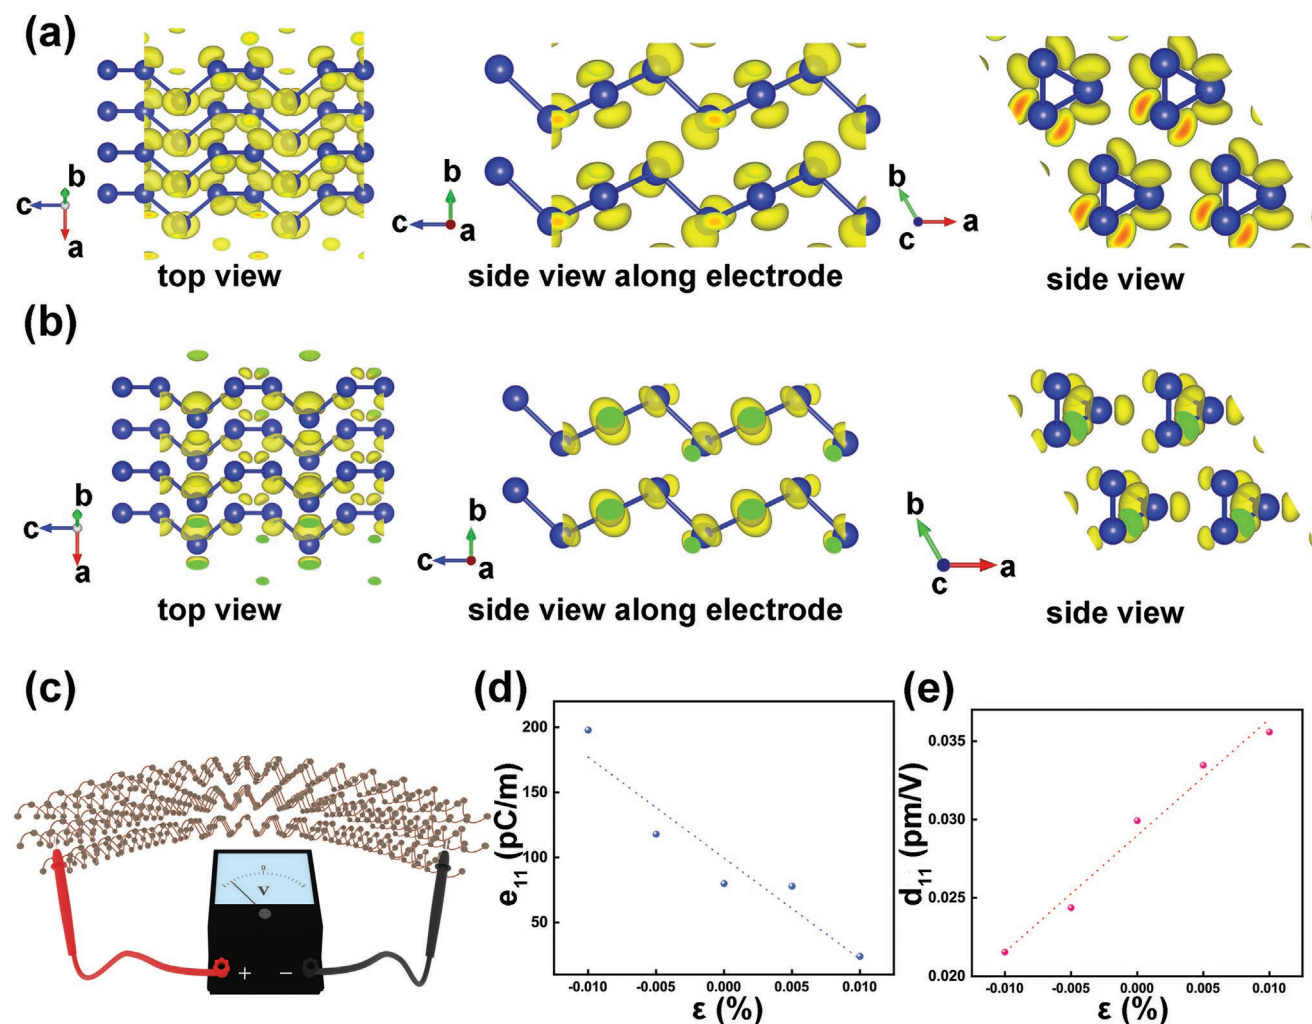 (a)
b
c
a
top view
b
c
a
side view along electrode
b
c
a
side view
(b)
b
c
a
top view
b
c
a
side view along electrode
b
c
a
side view
(c)
0
V
+
−
(d)
e11 (pC/m)
200
150
100
50
-0.010 -0.005 0.000 0.005 0.010
ε (%)
(e)
d11 (pm/V)
0.035
0.030
0.025
0.020
-0.010 -0.005 0.000 0.005 0.010
ε (%)